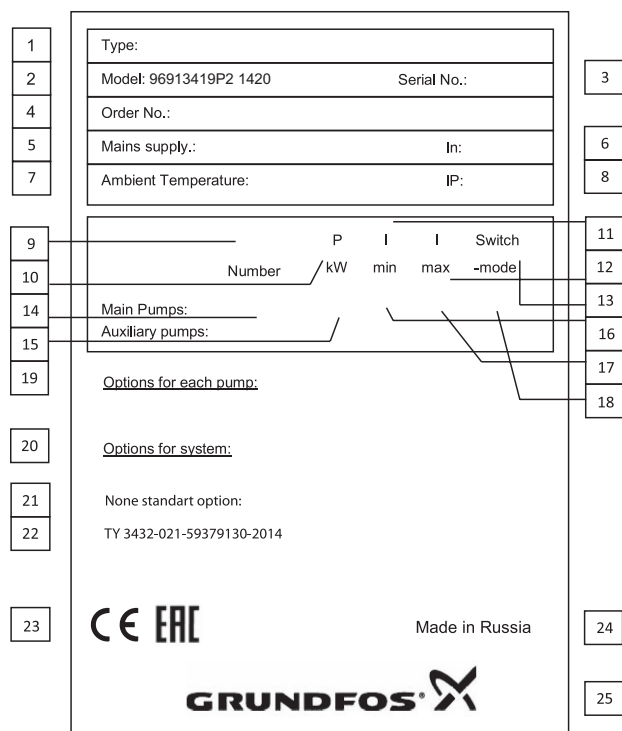 1 Type:
2 Model: 96913419P2 1420 Serial No.: 3
4 Order No.:
5 Mains supply.: In: 6
7 Ambient Temperature: IP: 8
9 P I I Switch 11
10 Number kW min max -mode 12
13
14 Main Pumps:
15 Auxiliary pumps: 16
17
19 Options for each pump: 18
20 Options for system:
21 None standart option:
22 TY 3432-021-59379130-2014
23 CE EAC Made in Russia 24
GRUNDFOS 25